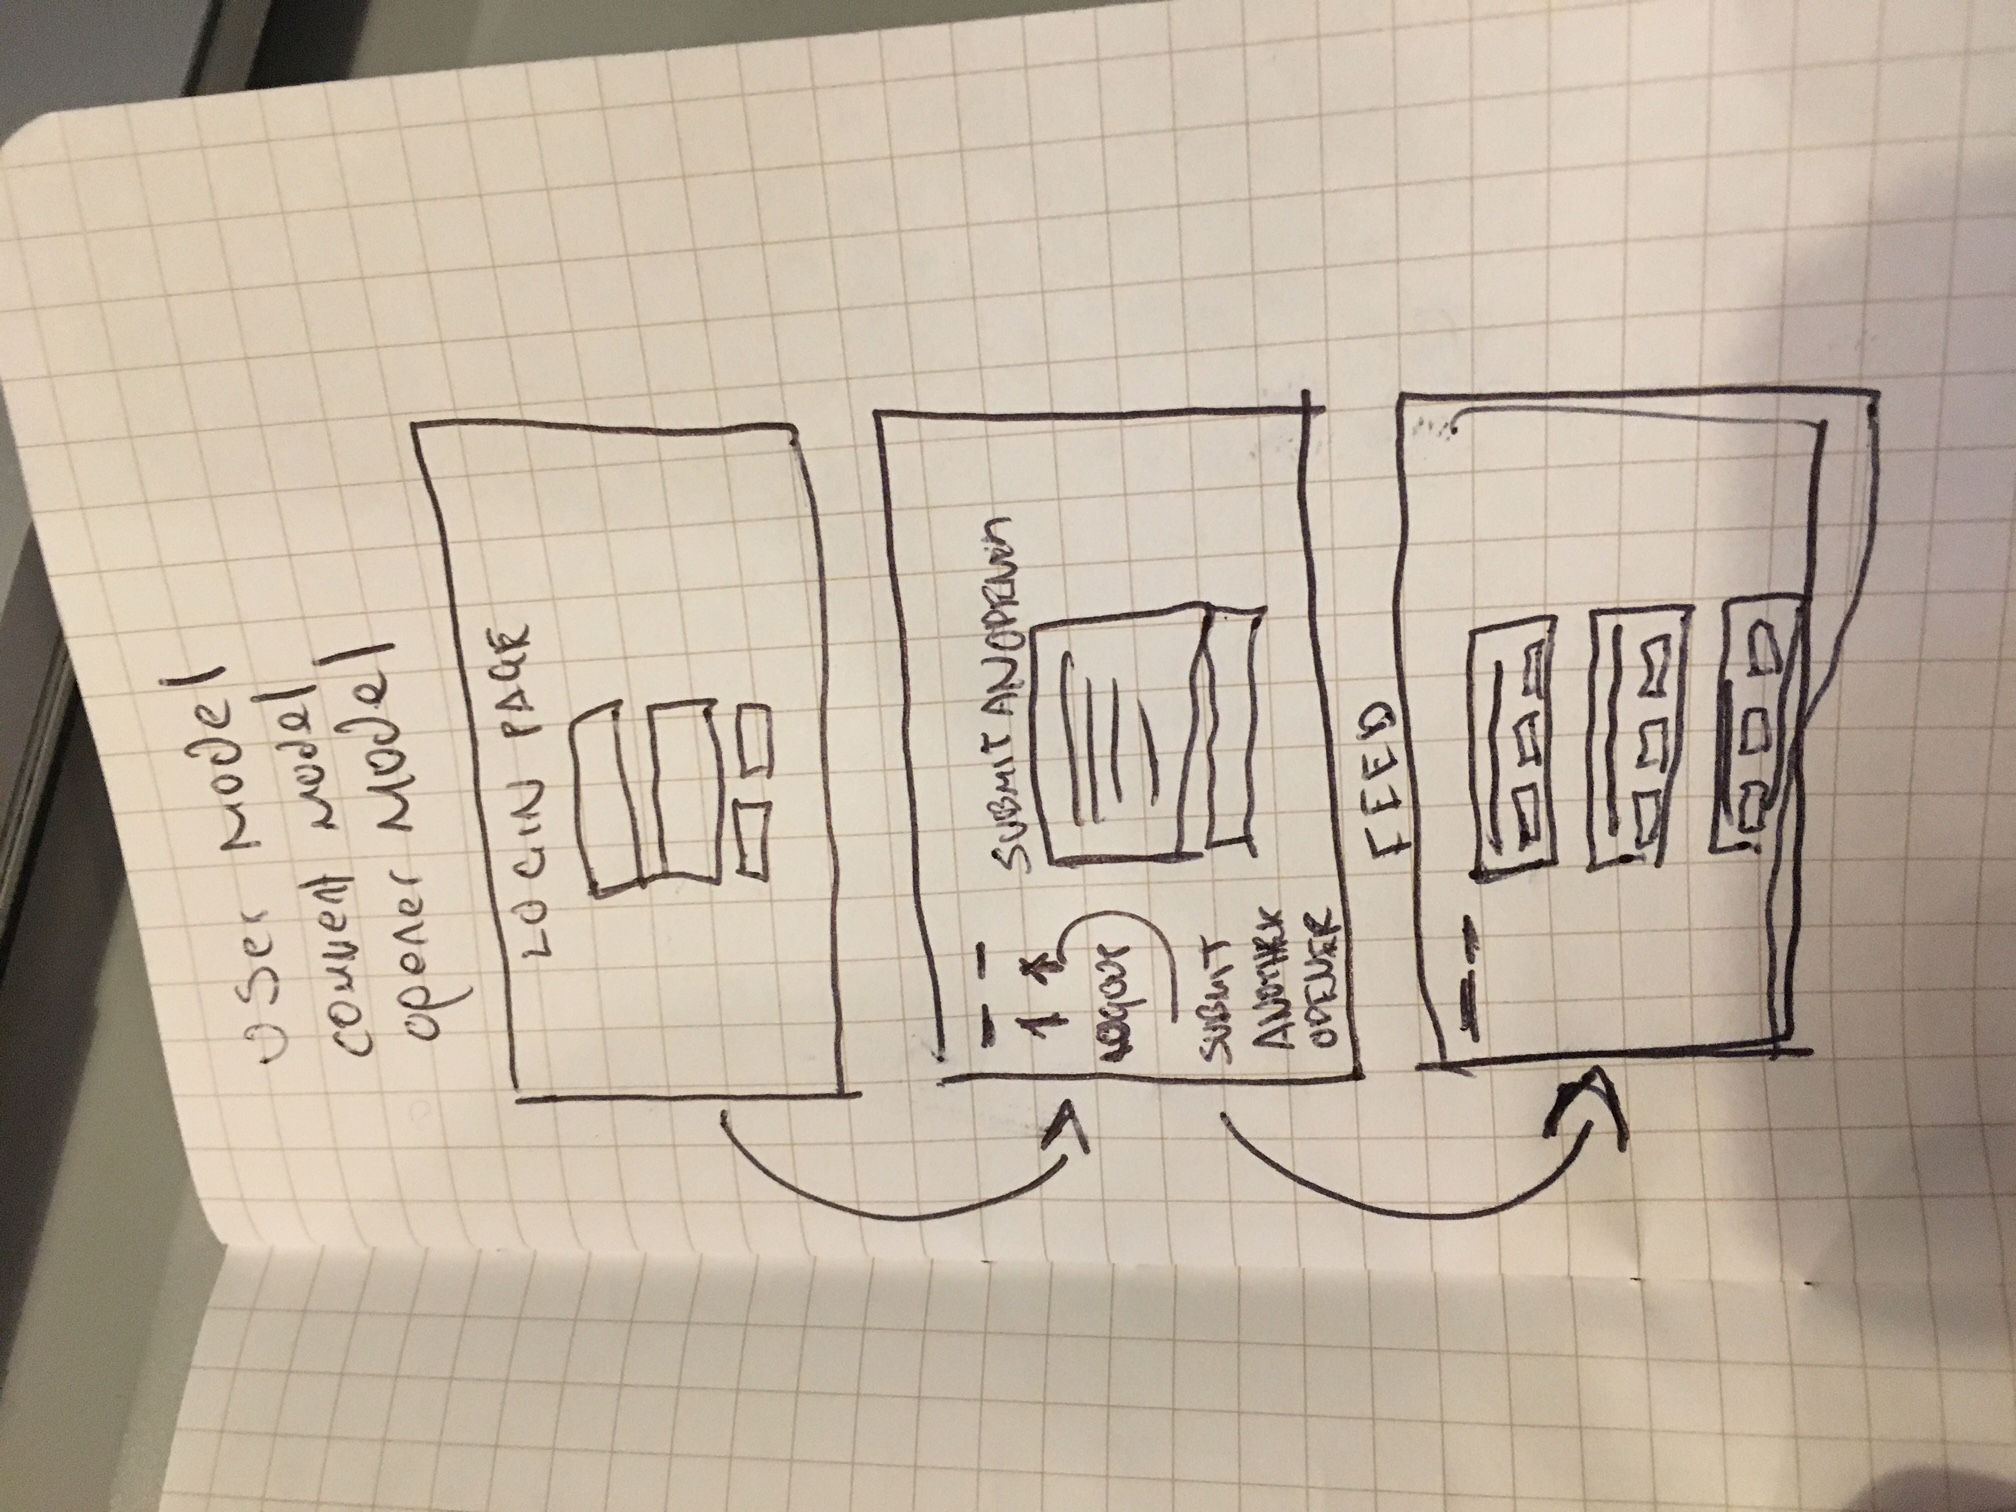 User Model
comment Model
opener Model
LOGIN PAGE
SUBMIT AN OPENER
LOGOUT
SUBMIT
ANOTHER
OPENER
FEED